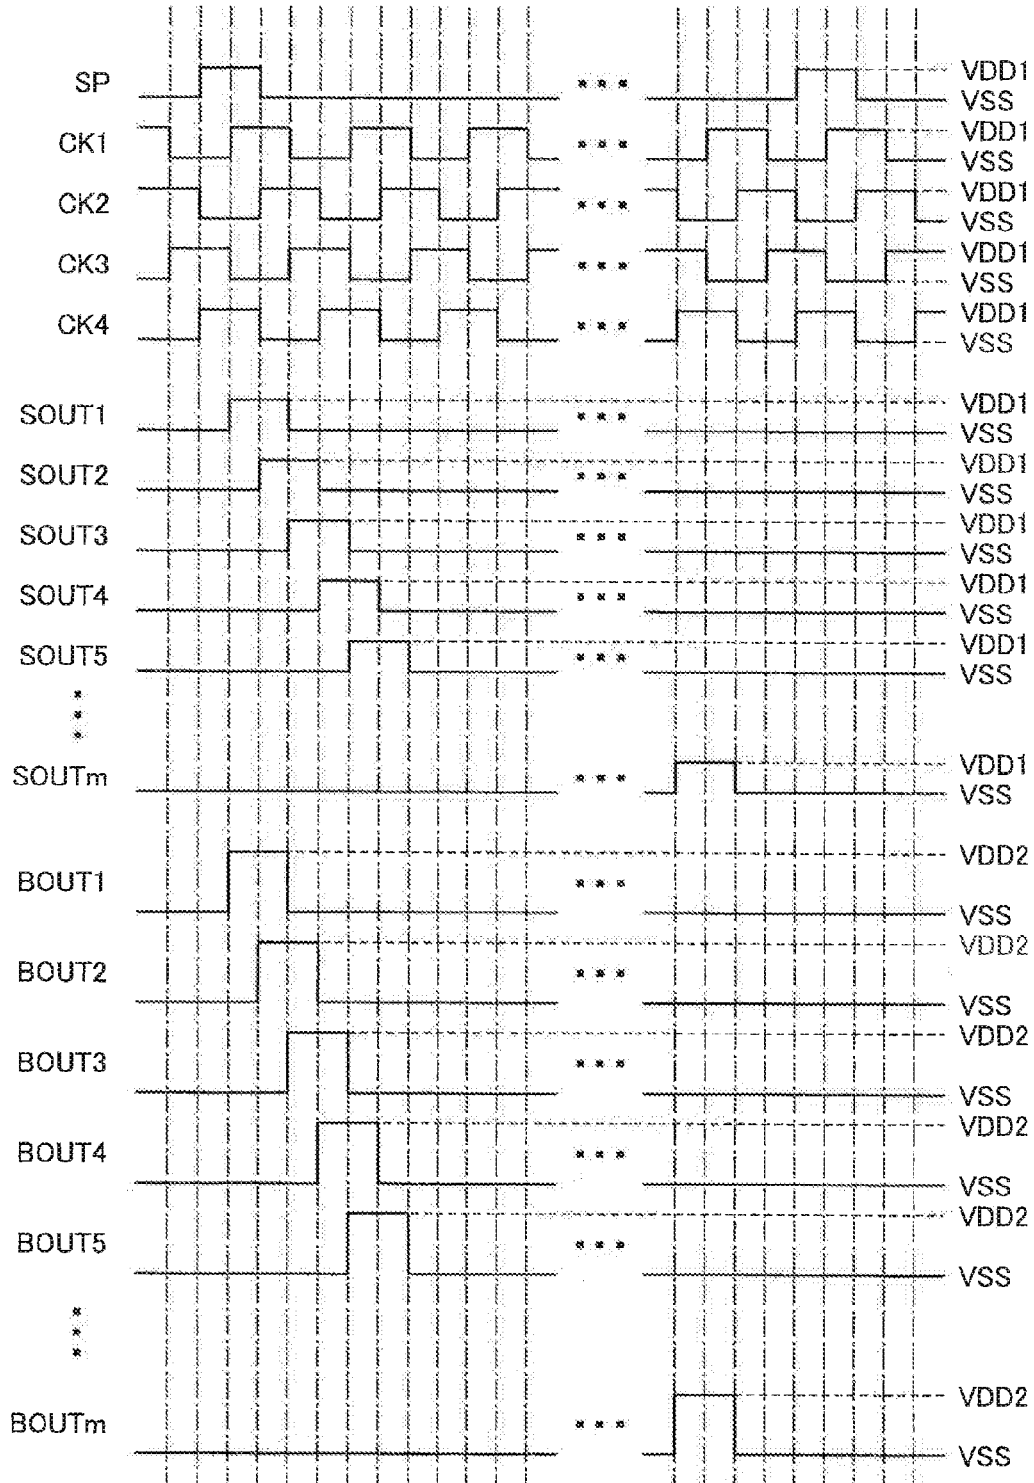 SP VDD1
VSS
CK1 VDD1
VSS
CK2 VDD1
VSS
CK3 VDD1
VSS
CK4 VDD1
VSS
SOUT1 VDD1
VSS
SOUT2 VDD1
VSS
SOUT3 VDD1
VSS
SOUT4 VDD1
VSS
SOUT5 VDD1
VSS
SOUTm VDD1
VSS
BOUT1 VDD2
VSS
BOUT2 VDD2
VSS
BOUT3 VDD2
VSS
BOUT4 VDD2
VSS
BOUT5 VDD2
VSS
BOUTm VDD2
VSS